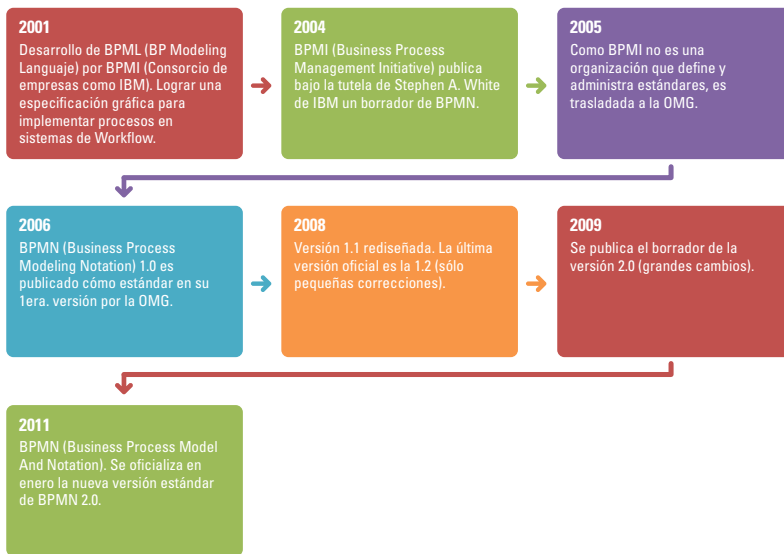 2001
Desarrollo de BPML (BP Modeling
Languaje) por BPMI (Consorcio de
empresas como IBM). Lograr una
especificación gráfica para
implementar procesos en
sistemas de Workflow.
2004
BPMI (Business Process
Management Initiative) publica
bajo la tutela de Stephen A. White
de IBM un borrador de BPMN.
2005
Como BPMI no es una
organización que define y
administra estándares, es
trasladada a la OMG.
2006
BPMN (Business Process
Modeling Notation) 1.0 es
publicado cómo estándar en su
1era. versión por la OMG.
2008
Versión 1.1 rediseñada. La última
versión oficial es la 1.2 (sólo
pequeñas correcciones).
2009
Se publica el borrador de la
versión 2.0 (grandes cambios).
2011
BPMN (Business Process Model
And Notation). Se oficializa en
enero la nueva versión estándar
de BPMN 2.0.